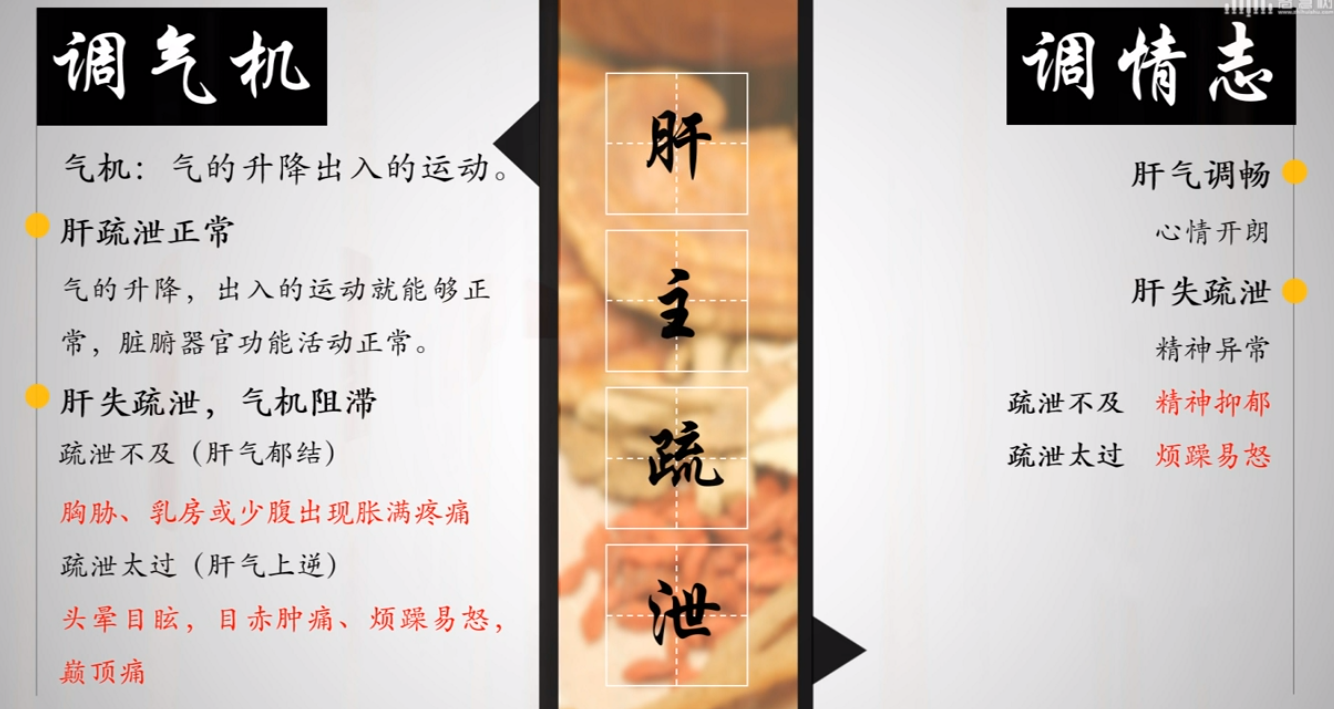 调气机
气机：气的升降出入的运动。
肝疏泄正常
气的升降，出入的运动就能够正
常，脏腑器官功能活动正常。
肝失疏泄，气机阻滞
疏泄不及（肝气郁结）
胸胁、乳房或少腹出现胀满疼痛
疏泄太过（肝气上逆）
头晕目眩，目赤肿痛、烦躁易怒，
巅顶痛
肝
主
疏
泄
调情志
肝气调畅
心情开朗
肝失疏泄
精神异常
疏泄不及 精神抑郁
疏泄太过 烦躁易怒